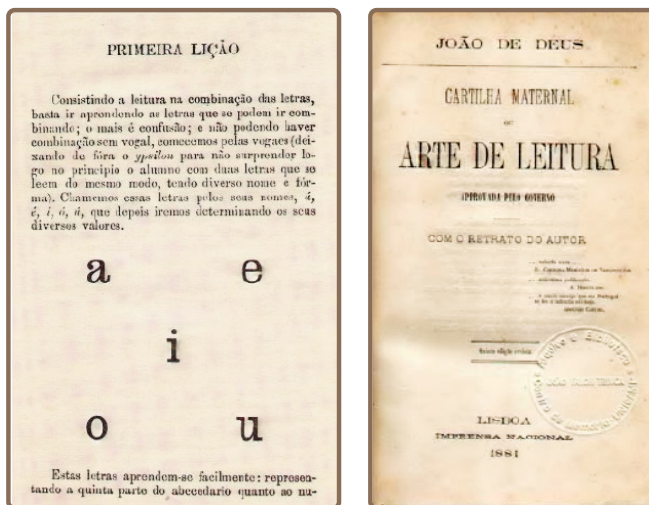 PRIMEIRA LIÇÃO
Consistindo a leitura na combinação das letras,
basta ir aprendendo as letras que se podem ir com-
binando; o mais é confusão; e não podendo haver
combinação sem vogal, comecemos pelas vogaes (dei-
xando de fóra o ypsilon para não surprender lo-
go no principio o alumno com duas letras que se
leem do mesmo modo, tendo diverso nome e fór-
ma). Chamemos essas letras pelos seus nomes, á,
é, i, ó, ú, que depois iremos determinando os seus
diversos valores.
a e
i
o u
Estas letras aprendem-se facilmente: represen-
tando a quinta parte do abecedario quanto ao nu-
JOÃO DE DEUS
CARTILHA MATERNAL
OU
ARTE DE LEITURA
APPROVADA PELO GOVERNO
COM O RETRATO DO AUTOR
edição
LISBOA
IMPRENSA NACIONAL
1881